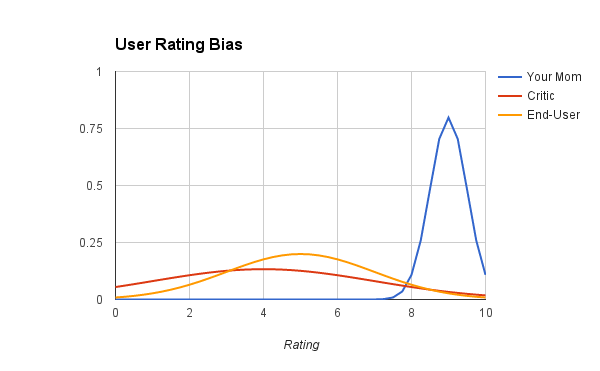 User Rating Bias
1
0.75
0.5
0.25
0
0 2 4 6 8 10
Rating
Your Mom
Critic
End-User